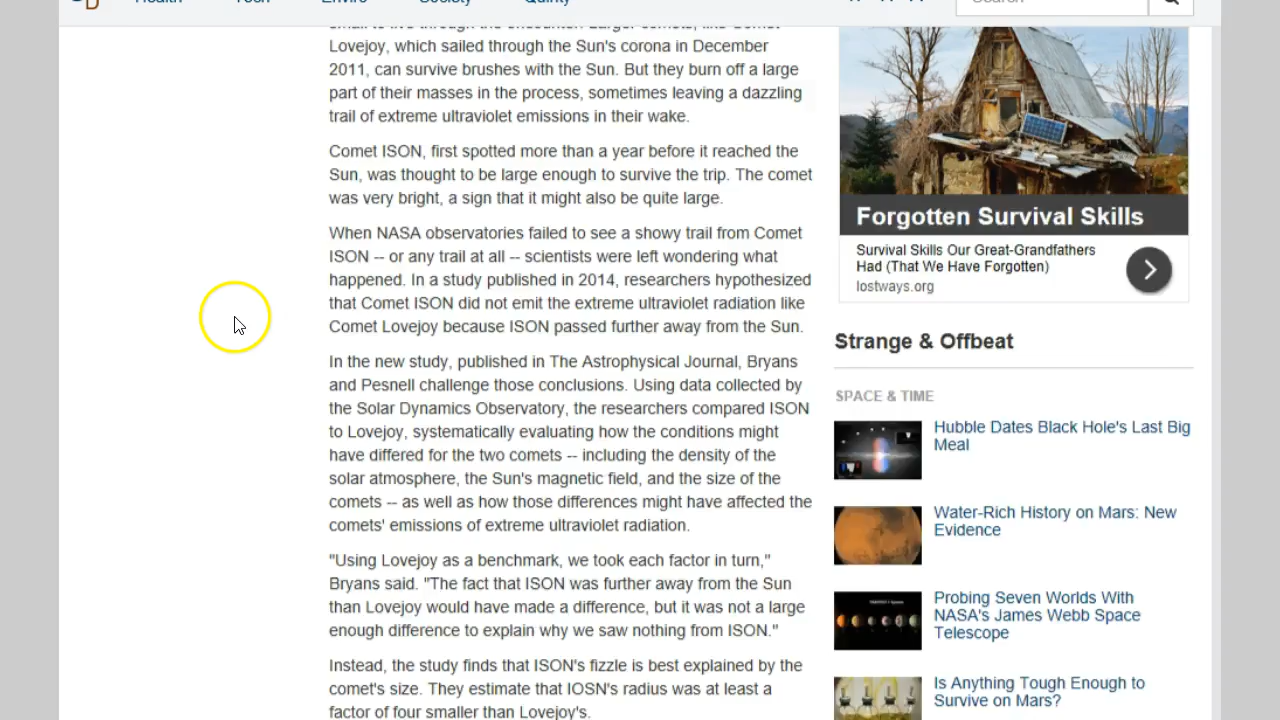 Health Tech Enviro Society Quirky
Search
small to live through the encounter. Larger comets, like Comet
Lovejoy, which sailed through the Sun's corona in December
2011, can survive brushes with the Sun. But they burn off a large
part of their masses in the process, sometimes leaving a dazzling
trail of extreme ultraviolet emissions in their wake.
Comet ISON, first spotted more than a year before it reached the
Sun, was thought to be large enough to survive the trip. The comet
was very bright, a sign that it might also be quite large.
When NASA observatories failed to see a showy trail from Comet
ISON -- or any trail at all -- scientists were left wondering what
happened. In a study published in 2014, researchers hypothesized
that Comet ISON did not emit the extreme ultraviolet radiation like
Comet Lovejoy because ISON passed further away from the Sun.
In the new study, published in The Astrophysical Journal, Bryans
and Pesnell challenge those conclusions. Using data collected by
the Solar Dynamics Observatory, the researchers compared ISON
to Lovejoy, systematically evaluating how the conditions might
have differed for the two comets -- including the density of the
solar atmosphere, the Sun's magnetic field, and the size of the
comets -- as well as how those differences might have affected the
comets' emissions of extreme ultraviolet radiation.
"Using Lovejoy as a benchmark, we took each factor in turn,"
Bryans said. "The fact that ISON was further away from the Sun
than Lovejoy would have made a difference, but it was not a large
enough difference to explain why we saw nothing from ISON."
Instead, the study finds that ISON's fizzle is best explained by the
comet's size. They estimate that IOSN's radius was at least a
factor of four smaller than Lovejoy's.
Forgotten Survival Skills
Survival Skills Our Great-Grandfathers
Had (That We Have Forgotten)
lostways.org
Strange & Offbeat
SPACE & TIME
Hubble Dates Black Hole's Last Big
Meal
Water-Rich History on Mars: New
Evidence
Probing Seven Worlds With
NASA's James Webb Space
Telescope
Is Anything Tough Enough to
Survive on Mars?